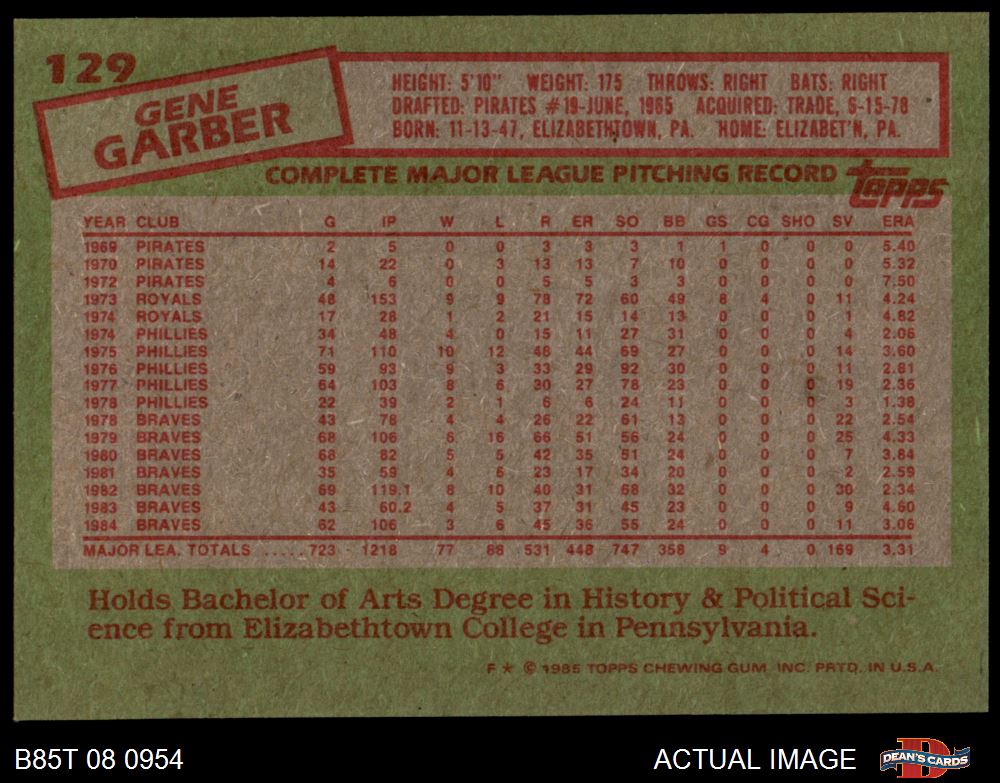 129
GENE
GARBER
HEIGHT: 5'10" WEIGHT: 175 THROWS: RIGHT BATS: RIGHT
DRAFTED: PIRATES #19-JUNE, 1965 ACQUIRED: TRADE, 6-15-78
BORN: 11-13-47, ELIZABETHTOWN, PA. HOME: ELIZABET'N, PA.
COMPLETE MAJOR LEAGUE PITCHING RECORD topps
YEAR CLUB G IP W L R ER SO BB GS CG SHO SV ERA
1969 PIRATES 2 5 0 0 3 3 3 1 1 0 0 0 5.40
1970 PIRATES 14 22 0 3 13 13 7 10 0 0 0 0 5.32
1972 PIRATES 4 6 0 0 5 5 3 3 0 0 0 0 7.50
1973 ROYALS 48 153 9 9 78 72 60 49 8 4 0 11 4.24
1974 ROYALS 17 28 1 2 21 15 14 13 0 0 0 1 4.82
1974 PHILLIES 34 48 4 0 15 11 27 31 0 0 0 4 2.06
1975 PHILLIES 71 110 10 12 48 44 69 27 0 0 0 14 3.60
1976 PHILLIES 59 93 9 3 33 29 92 30 0 0 0 11 2.81
1977 PHILLIES 64 103 8 6 30 27 78 23 0 0 0 19 2.36
1978 PHILLIES 22 39 2 1 6 6 24 11 0 0 0 3 1.38
1978 BRAVES 43 78 4 4 26 22 61 13 0 0 0 22 2.54
1979 BRAVES 68 106 6 16 66 51 56 24 0 0 0 25 4.33
1980 BRAVES 68 82 5 5 42 35 51 24 0 0 0 7 3.84
1981 BRAVES 35 59 4 6 23 17 34 20 0 0 0 2 2.59
1982 BRAVES 69 119.1 8 10 40 31 68 32 0 0 0 30 2.34
1983 BRAVES 43 60.2 4 5 37 31 45 23 0 0 0 9 4.60
1984 BRAVES 62 106 3 6 45 36 55 24 0 0 0 11 3.06
MAJOR LEA. TOTALS ..... 723 1218 77 88 531 448 747 358 9 4 0 169 3.31
Holds Bachelor of Arts Degree in History & Political Sci-
ence from Elizabethtown College in Pennsylvania.
F ★ © 1985 TOPPS CHEWING GUM, INC. PRTD. IN U.S.A.
B85T 08 0954 ACTUAL IMAGE D DEAN'S CARDS